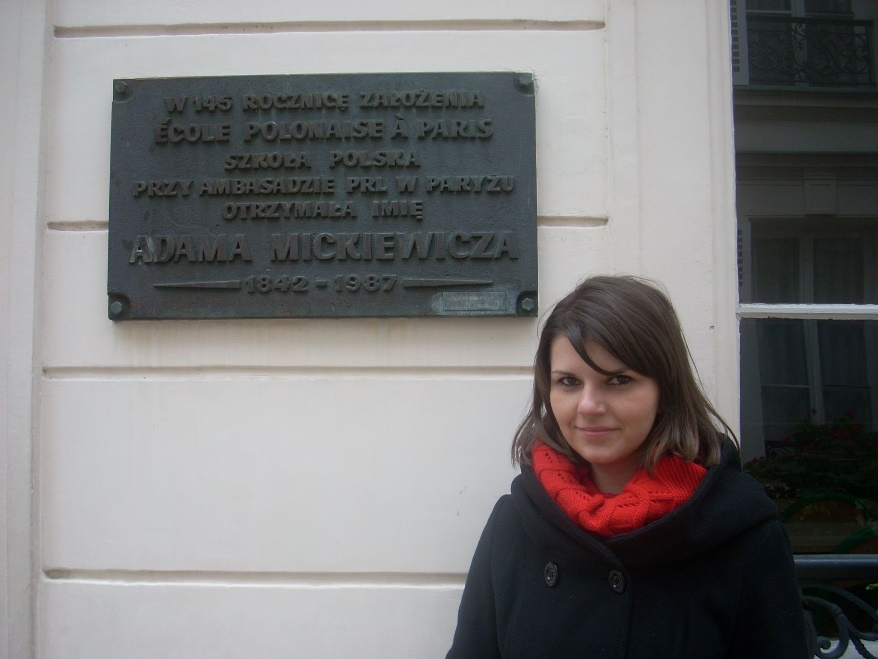 W 145 ROCZNICĘ ZAŁOŻENIA
ÉCOLE POLONAISE À PARIS
SZKOŁA POLSKA
PRZY AMBASADZIE PRL W PARYŻU
OTRZYMAŁA IMIĘ
ADAMA MICKIEWICZA
1842-1987